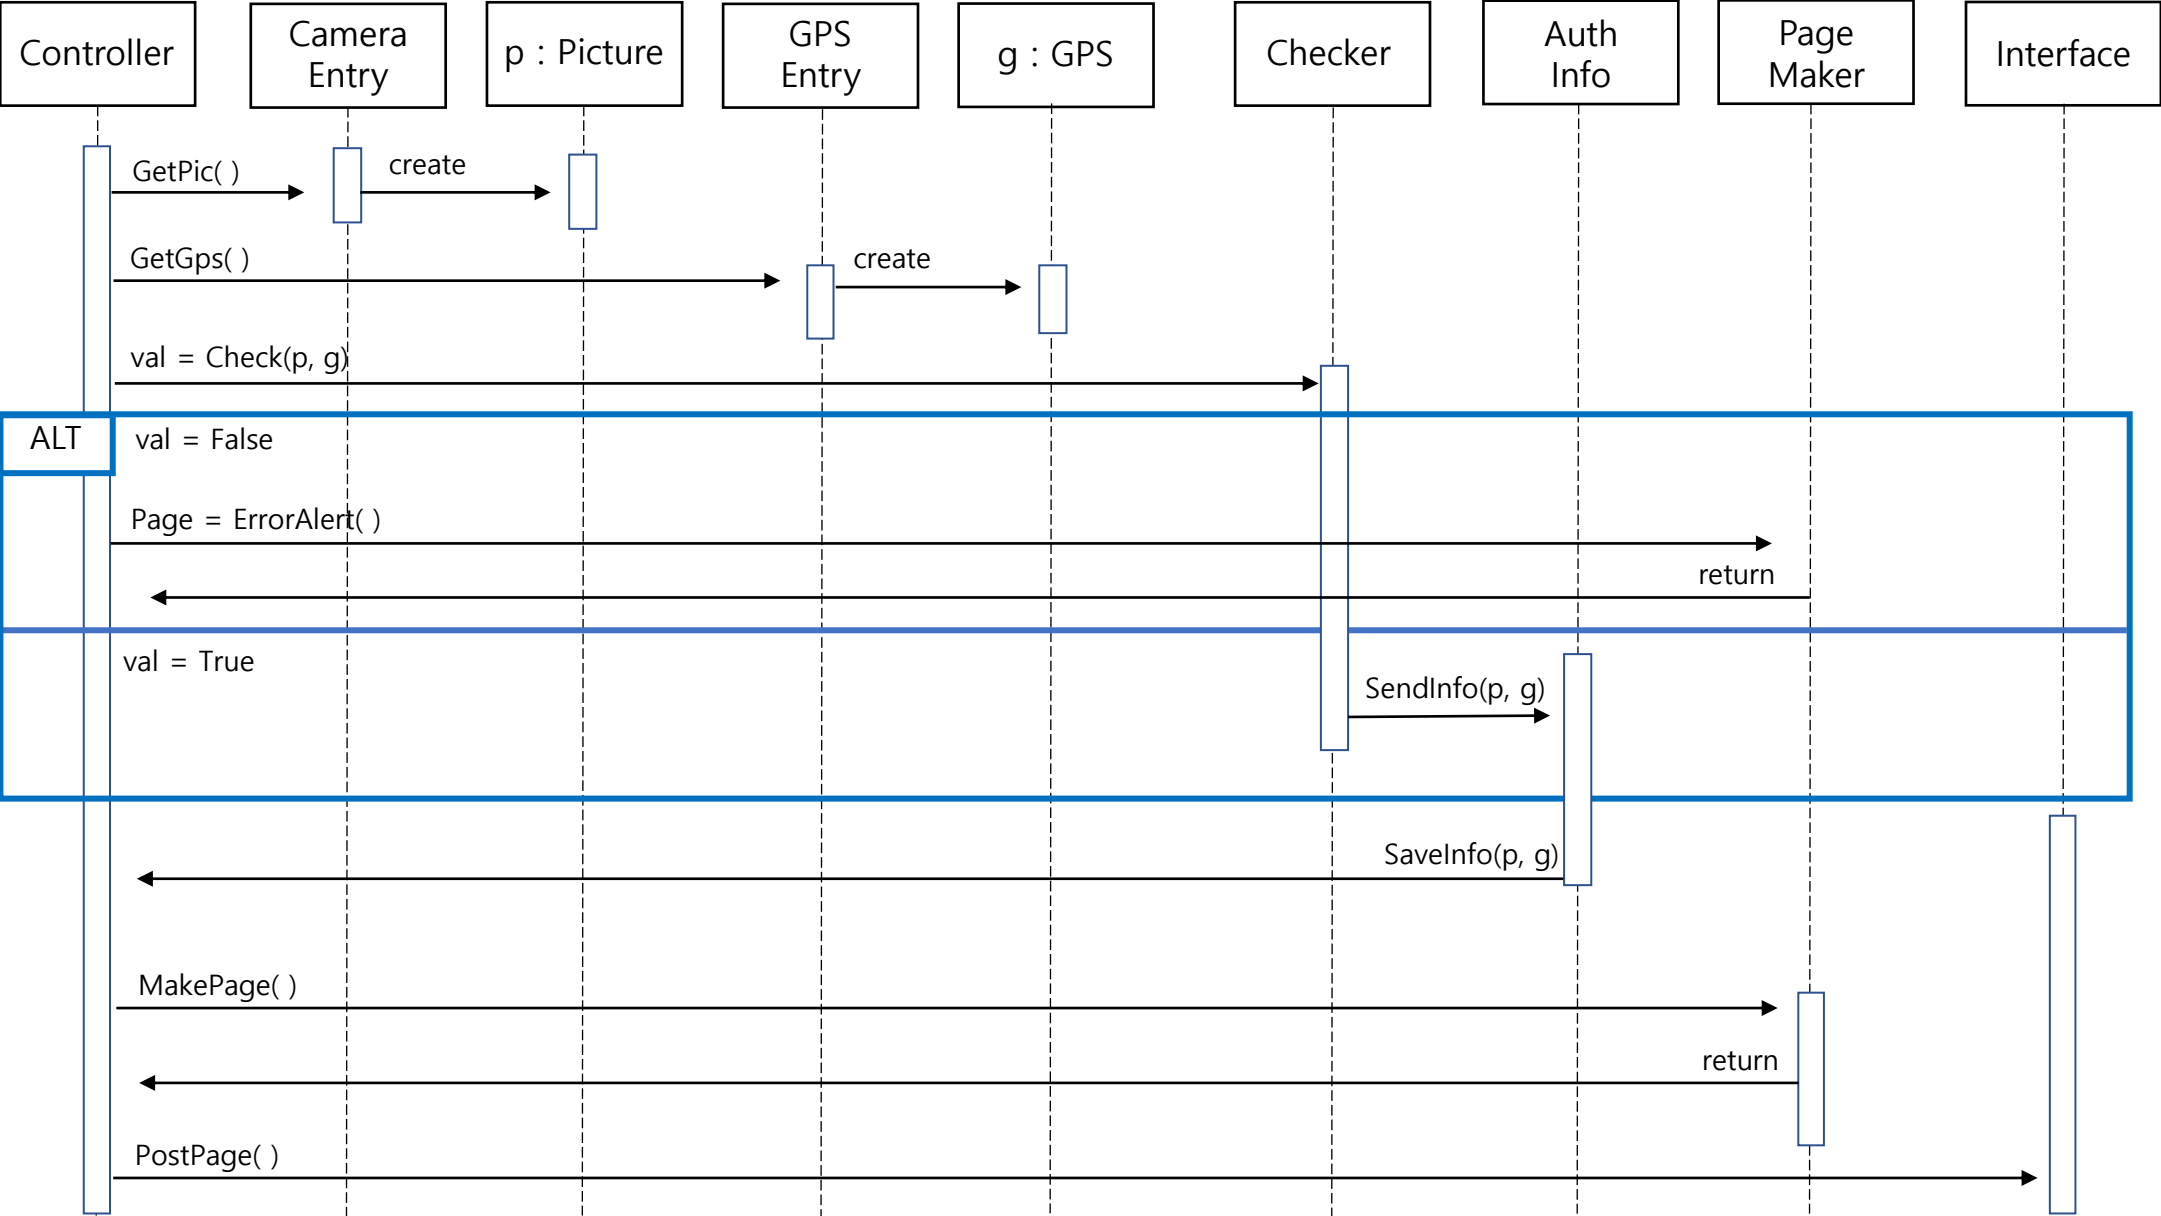 Controller
Camera
Entry
p : Picture
GPS
Entry
g : GPS
Checker
Auth
Info
Page
Maker
Interface
GetPic( )
create
GetGps( )
create
val = Check(p, g)
ALT
val = False
Page = ErrorAlert( )
return
val = True
SendInfo(p, g)
SaveInfo(p, g)
MakePage( )
return
PostPage( )